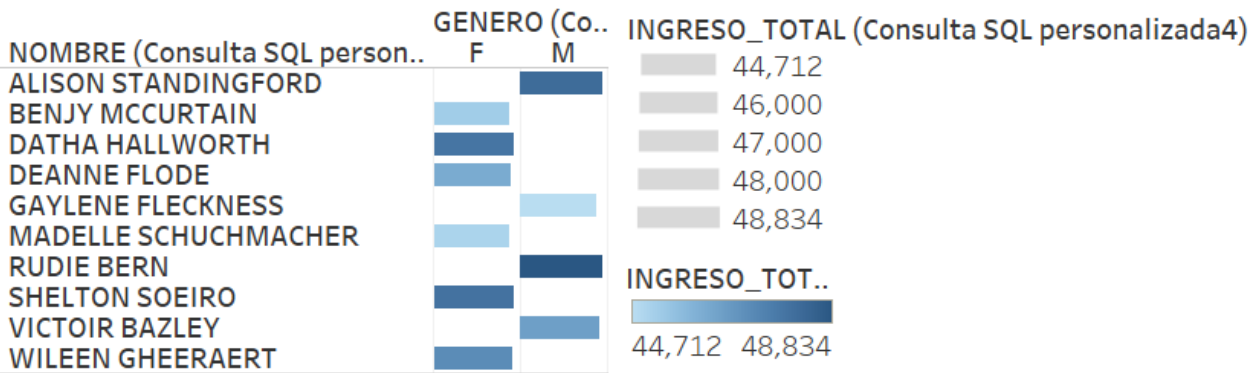 GENERO (Co..
NOMBRE (Consulta SQL person.. F M
ALISON STANDINGFORD
BENJY MCCURTAIN
DATHA HALLWORTH
DEANNE FLODE
GAYLENE FLECKNESS
MADELLE SCHUCHMACHER
RUDIE BERN
SHELTON SOEIRO
VICTOIR BAZLEY
WILEEN GHEERAERT
INGRESO_TOTAL (Consulta SQL personalizada4)
44,712
46,000
47,000
48,000
48,834
INGRESO_TOT..
44,712 48,834